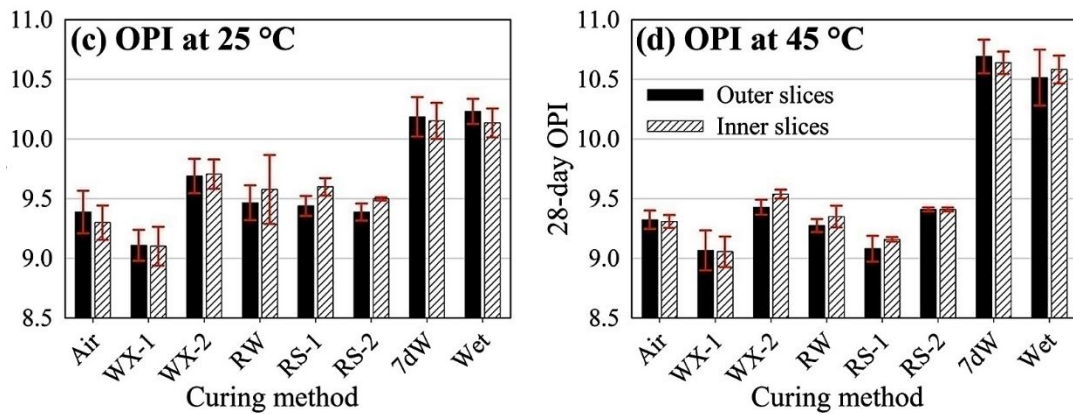 (c) OPI at 25 °C
11.0
10.5
10.0
9.5
9.0
8.5
Air
WX-1
WX-2
RW
RS-1
RS-2
7dW
Wet
Curing method
(d) OPI at 45 °C
28-day OPI
11.0
10.5
10.0
9.5
9.0
8.5
Outer slices
Inner slices
Air
WX-1
WX-2
RW
RS-1
RS-2
7dW
Wet
Curing method